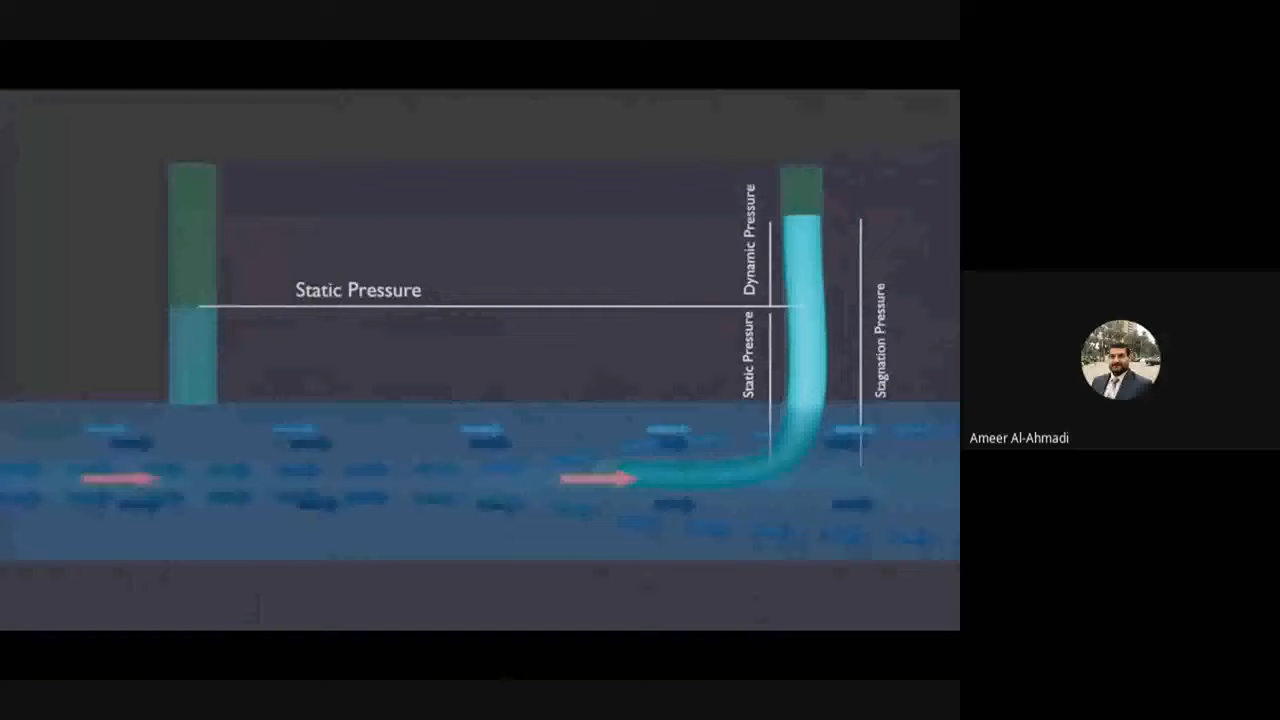 Static Pressure
Dynamic Pressure
Static Pressure
Stagnation Pressure
Ameer Al-Ahmadi